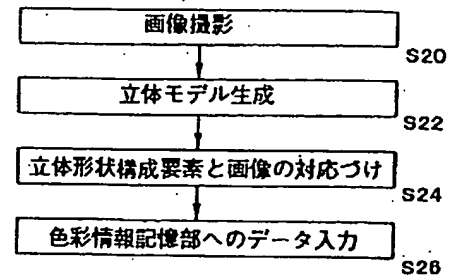 画像撮影
S20
立体モデル生成
S22
立体形状構成要素と画像の対応づけ
S24
色彩情報記憶部へのデータ入力
S26